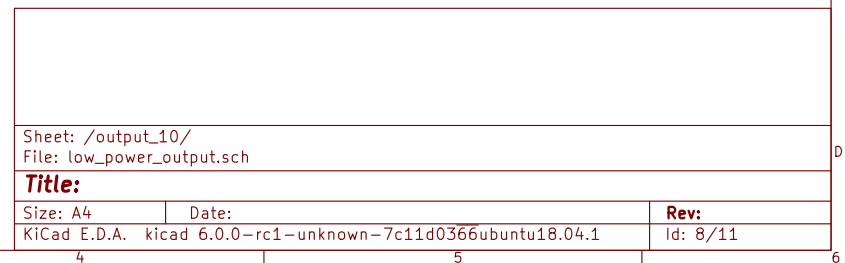 Sheet: /output_10/
File: low_power_output.sch
D
Title:
Size: A4 Date: Rev:
KiCad E.D.A. kicad 6.0.0-rc1-unknown-7c11d0366ubuntu18.04.1 Id: 8/11
4 5 6